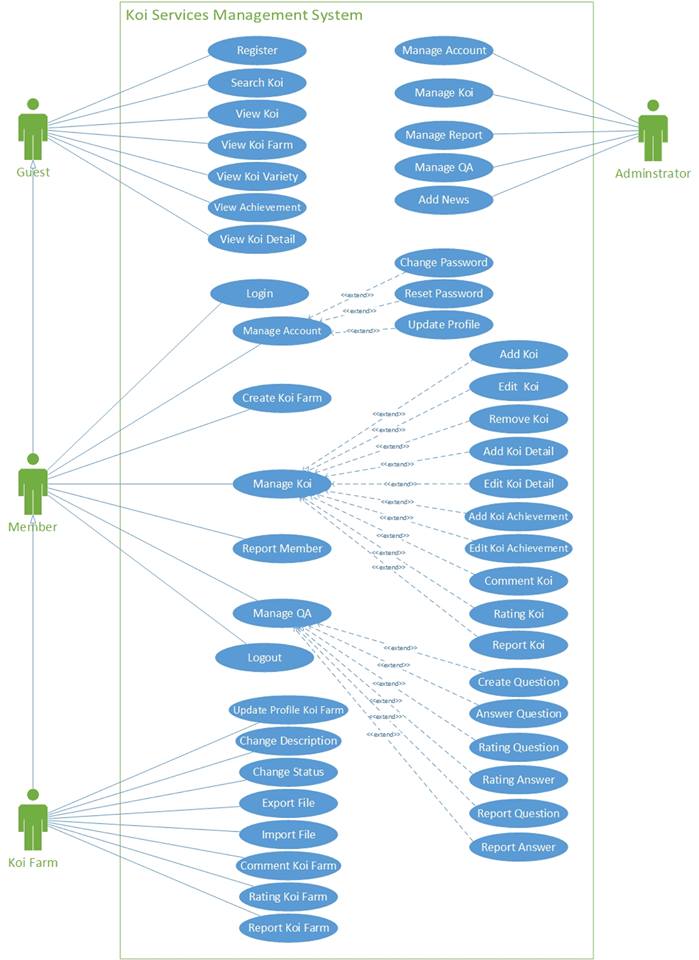 Koi Services Management System
Register
Search Koi
View Koi
View Koi Farm
View Koi Variety
View Achievement
View Koi Detail
Guest
Manage Account
Manage Koi
Manage Report
Manage QA
Add News
Adminstrator
Login
Manage Account
Change Password
Reset Password
Update Profile
<<extend>>
<<extend>>
<<extend>>
Create Koi Farm
Manage Koi
Report Member
Manage QA
Logout
Member
Add Koi
Edit Koi
Remove Koi
Add Koi Detail
Edit Koi Detail
Add Koi Achievement
Edit Koi Achievement
Comment Koi
Rating Koi
Report Koi
<<extend>>
<<extend>>
<<extend>>
<<extend>>
<<extend>>
<<extend>>
<<extend>>
<<extend>>
<<extend>>
<<extend>>
Create Question
Answer Question
Rating Question
Rating Answer
Report Question
Report Answer
<<extend>>
<<extend>>
<<extend>>
<<extend>>
<<extend>>
<<extend>>
Update Profile Koi Farm
Change Description
Change Status
Export File
Import File
Comment Koi Farm
Rating Koi Farm
Report Koi Farm
Koi Farm